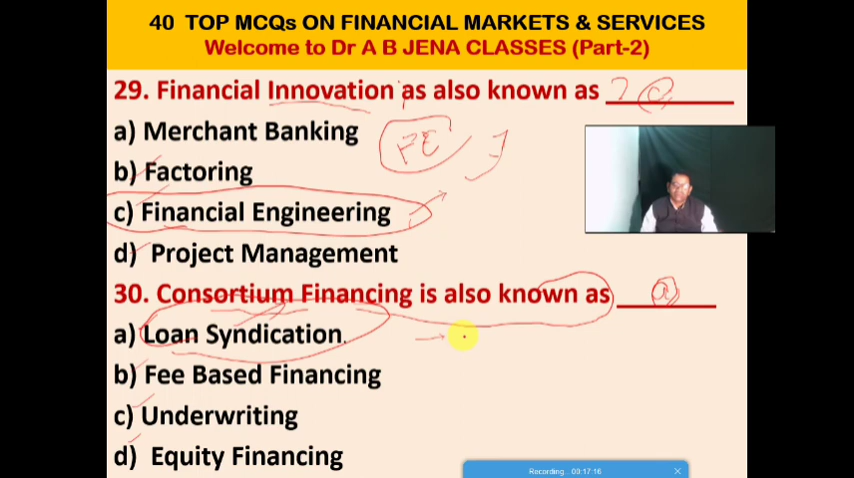 40 TOP MCQs ON FINANCIAL MARKETS & SERVICES
Welcome to Dr A B JENA CLASSES (Part-2)
29. Financial Innovation as also known as ? (c)
a) Merchant Banking
FE
b) Factoring
c) Financial Engineering
d) Project Management
30. Consortium Financing is also known as (a)
a) Loan Syndication.
b) Fee Based Financing
c) Underwriting
d) Equity Financing
Recording... 09:17:16